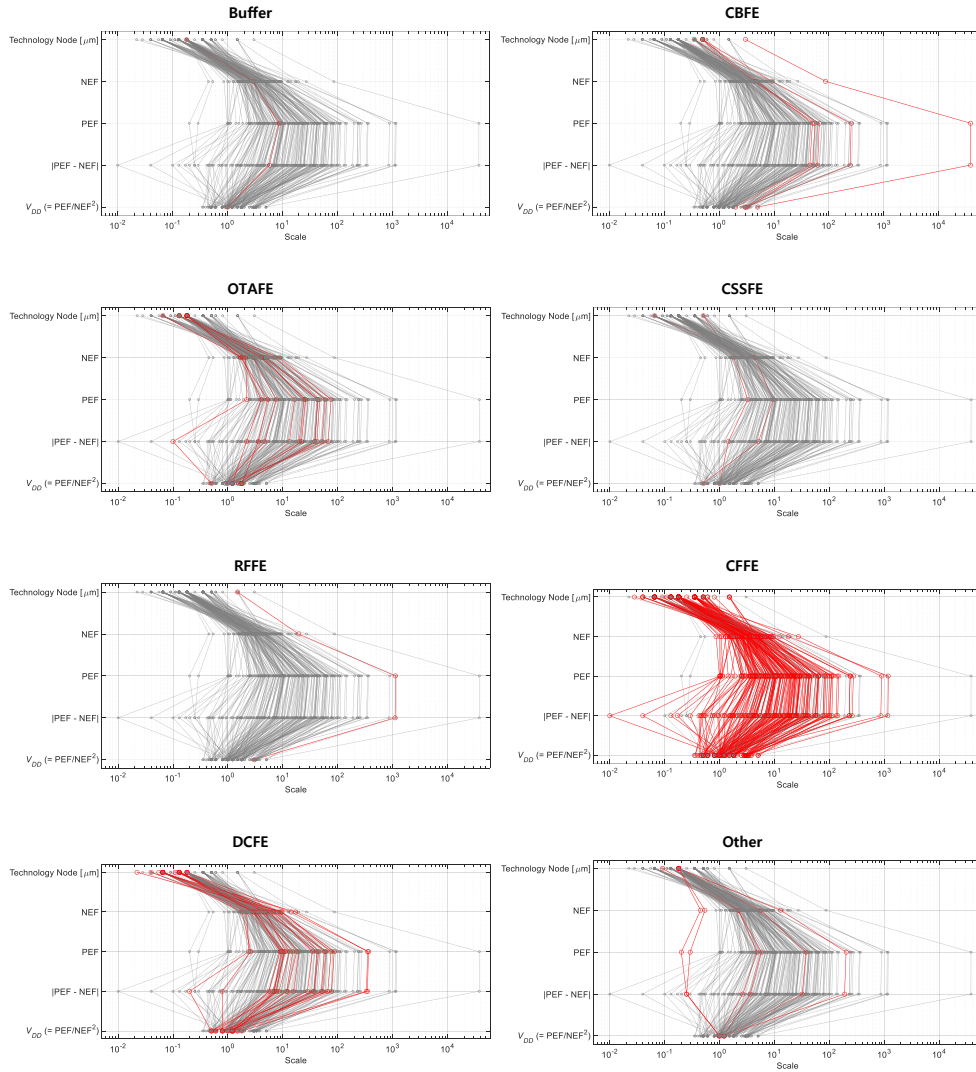 Buffer
Technology Node [μm]
NEF
PEF
|PEF - NEF|
V_DD (= PEF/NEF²)
10⁻² 10⁻¹ 10⁰ 10¹ 10² 10³ 10⁴
Scale
CBFE
Technology Node [μm]
NEF
PEF
|PEF - NEF|
V_DD (= PEF/NEF²)
10⁻² 10⁻¹ 10⁰ 10¹ 10² 10³ 10⁴
Scale
OTAFE
Technology Node [μm]
NEF
PEF
|PEF - NEF|
V_DD (= PEF/NEF²)
10⁻² 10⁻¹ 10⁰ 10¹ 10² 10³ 10⁴
Scale
CSSFE
Technology Node [μm]
NEF
PEF
|PEF - NEF|
V_DD (= PEF/NEF²)
10⁻² 10⁻¹ 10⁰ 10¹ 10² 10³ 10⁴
Scale
RFFE
Technology Node [μm]
NEF
PEF
|PEF - NEF|
V_DD (= PEF/NEF²)
10⁻² 10⁻¹ 10⁰ 10¹ 10² 10³ 10⁴
Scale
CFFE
Technology Node [μm]
NEF
PEF
|PEF - NEF|
V_DD (= PEF/NEF²)
10⁻² 10⁻¹ 10⁰ 10¹ 10² 10³ 10⁴
Scale
DCFE
Technology Node [μm]
NEF
PEF
|PEF - NEF|
V_DD (= PEF/NEF²)
10⁻² 10⁻¹ 10⁰ 10¹ 10² 10³ 10⁴
Scale
Other
Technology Node [μm]
NEF
PEF
|PEF - NEF|
V_DD (= PEF/NEF²)
10⁻² 10⁻¹ 10⁰ 10¹ 10² 10³ 10⁴
Scale